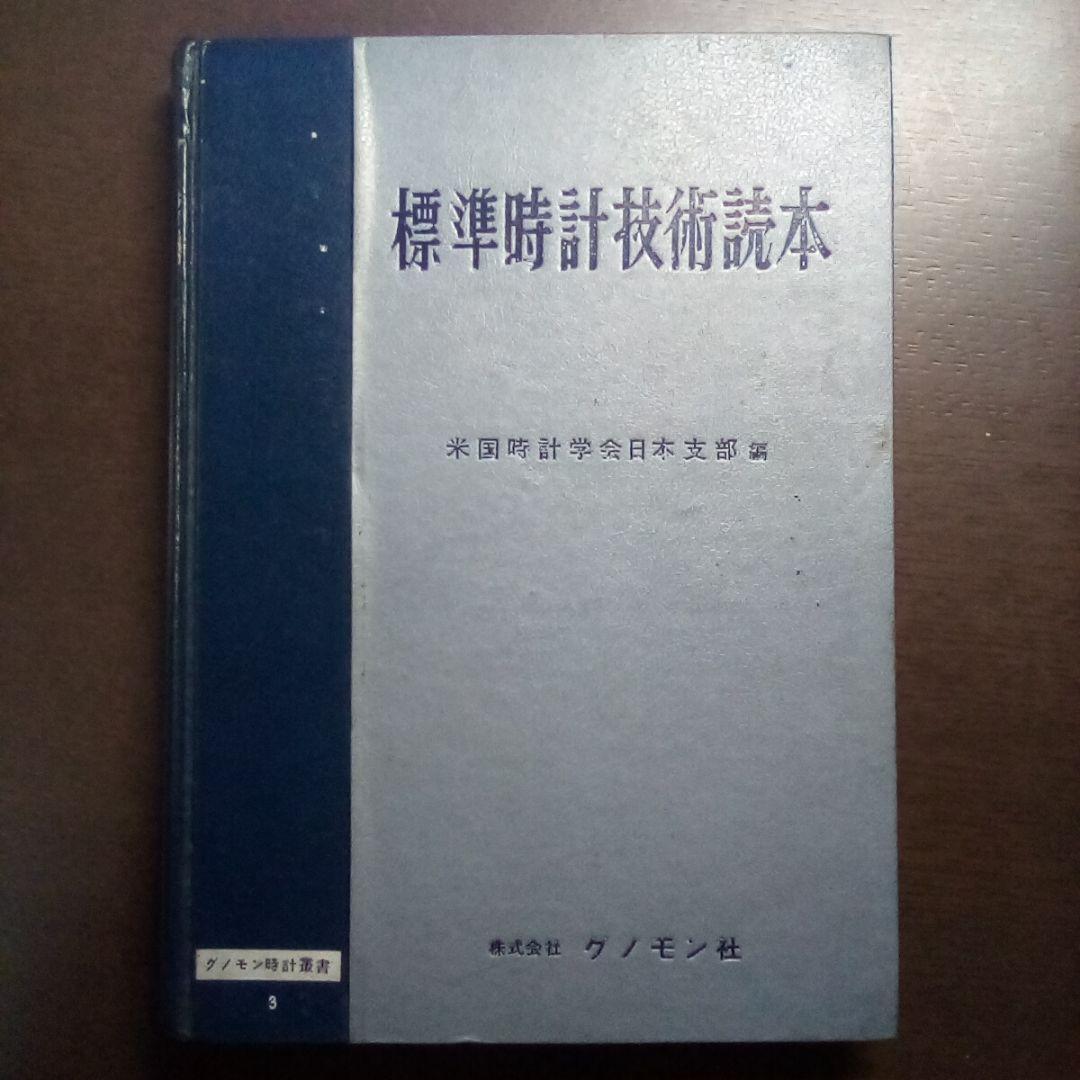 標準時計技術読本
米国時計学会日本支部編
株式会社 グノモン社
グノモン時計叢書
3